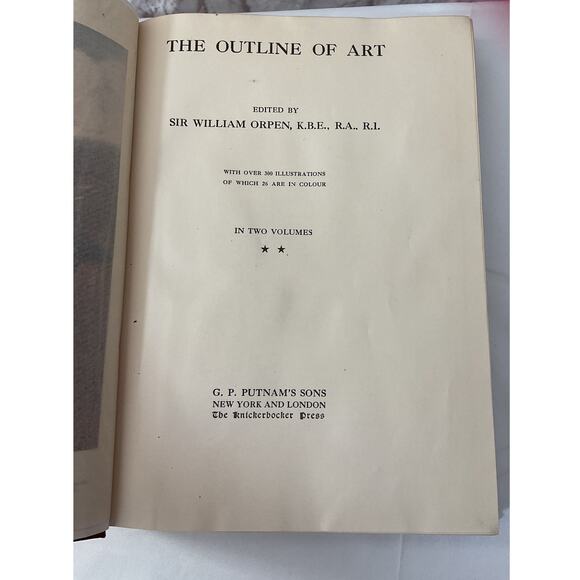 THE OUTLINE OF ART
EDITED BY
SIR WILLIAM ORPEN, K.B.E., R.A., R.I.
WITH OVER 300 ILLUSTRATIONS
OF WHICH 26 ARE IN COLOUR
IN TWO VOLUMES
★ ★
G. P. PUTNAM'S SONS
NEW YORK AND LONDON
The Knickerbocker Press